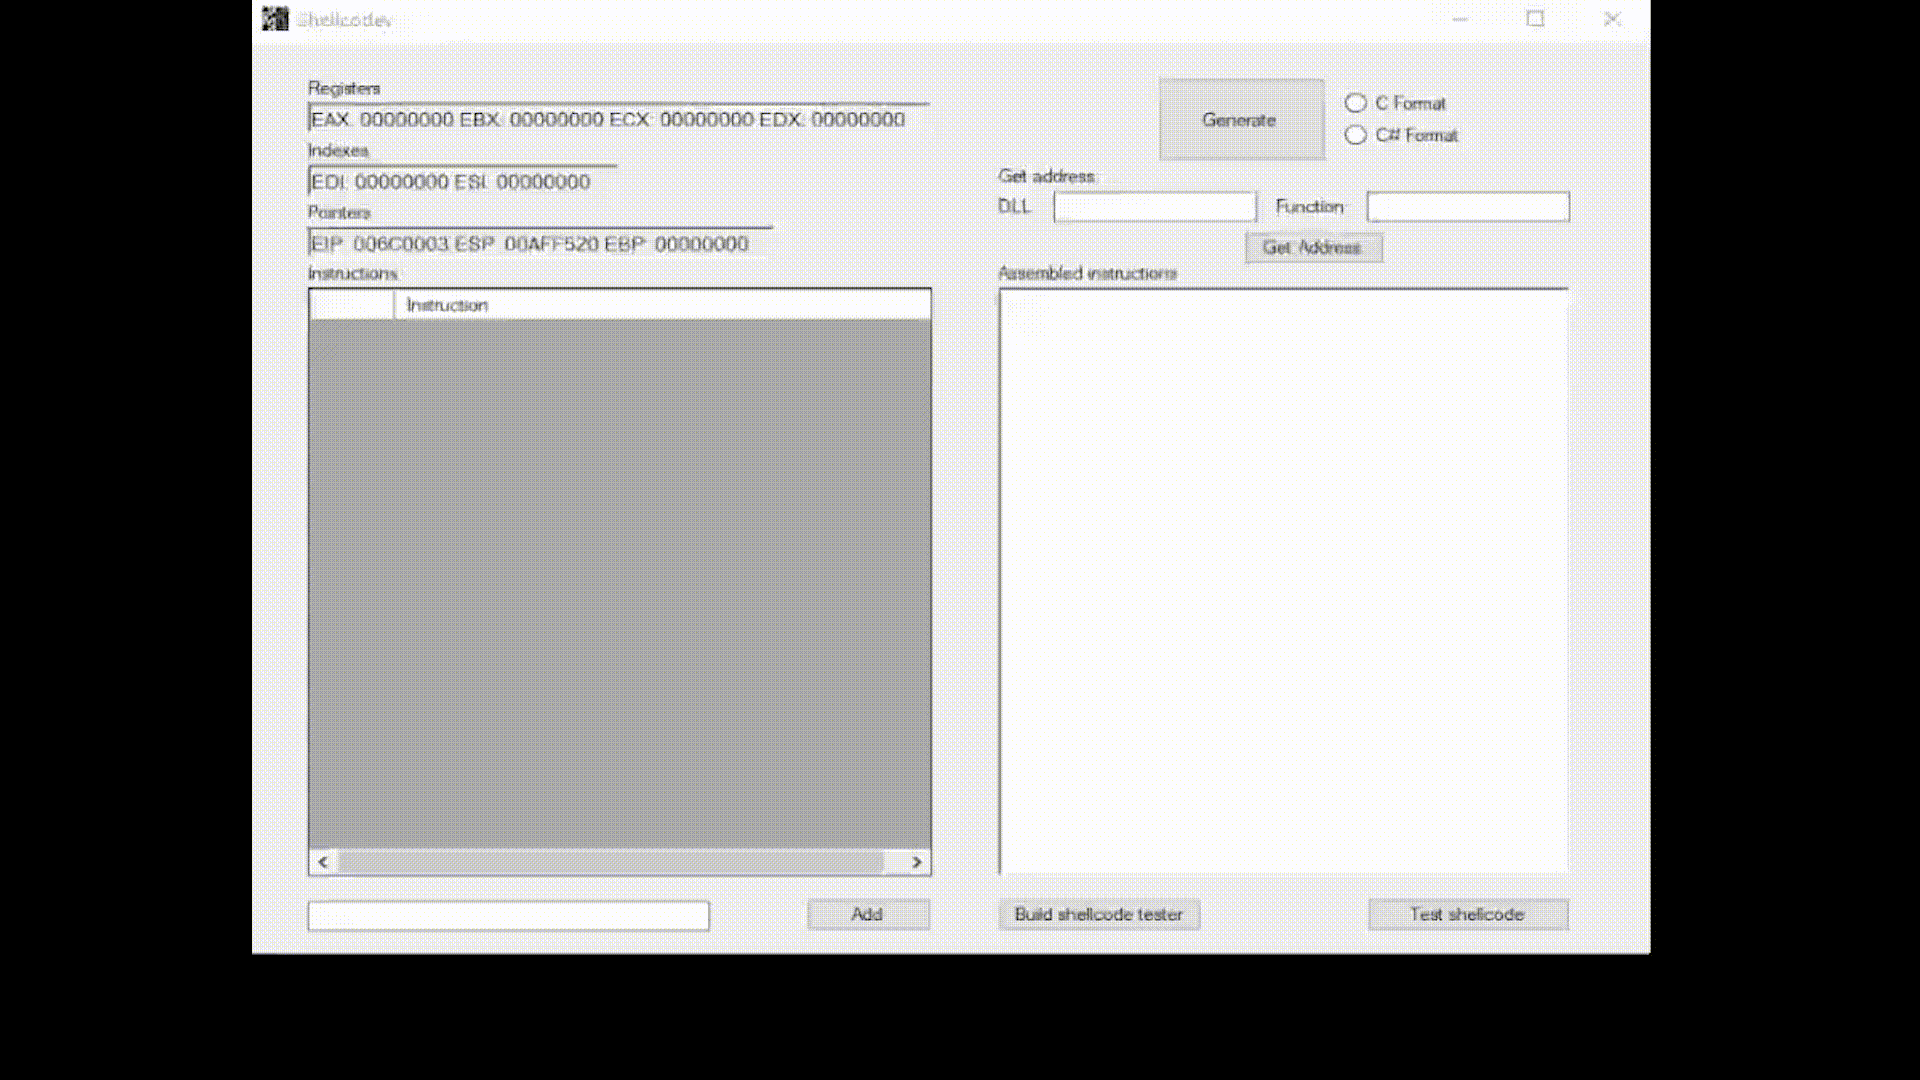 Shellcodev
Registers
EAX: 00000000 EBX: 00000000 ECX: 00000000 EDX: 00000000
Indexes
EDI: 00000000 ESI: 00000000
Pointers
EIP: 006C0003 ESP: 00AFF520 EBP: 00000000
Instructions
Instruction
Add
Generate
C Format
C# Format
Get address
DLL
Function
Get Address
Assembled instructions
Build shellcode tester
Test shellcode